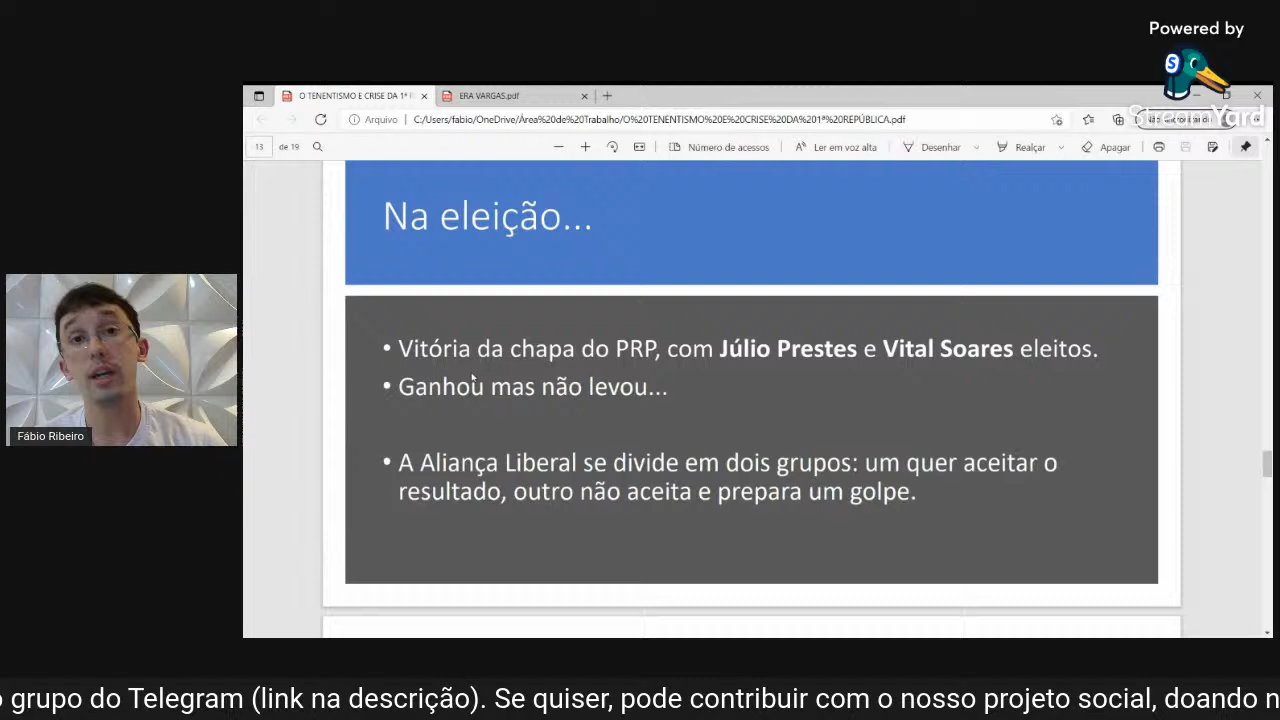 Powered by
StreamYard
O TENENTISMO E CRISE DA 1ª
ERA VARGAS.pdf
Arquivo | C:/Users/fabio/OneDrive/Área%20de%20Trabalho/O%20TENENTISMO%20E%20CRISE%20DA%201ª%20REPÚBLICA.pdf
13 de 19
Número de acessos
Ler em voz alta
Desenhar
Realçar
Apagar
Na eleição...
• Vitória da chapa do PRP, com Júlio Prestes e Vital Soares eleitos.
• Ganhou mas não levou...
• A Aliança Liberal se divide em dois grupos: um quer aceitar o
resultado, outro não aceita e prepara um golpe.
Fábio Ribeiro
o grupo do Telegram (link na descrição). Se quiser, pode contribuir com o nosso projeto social, doando n